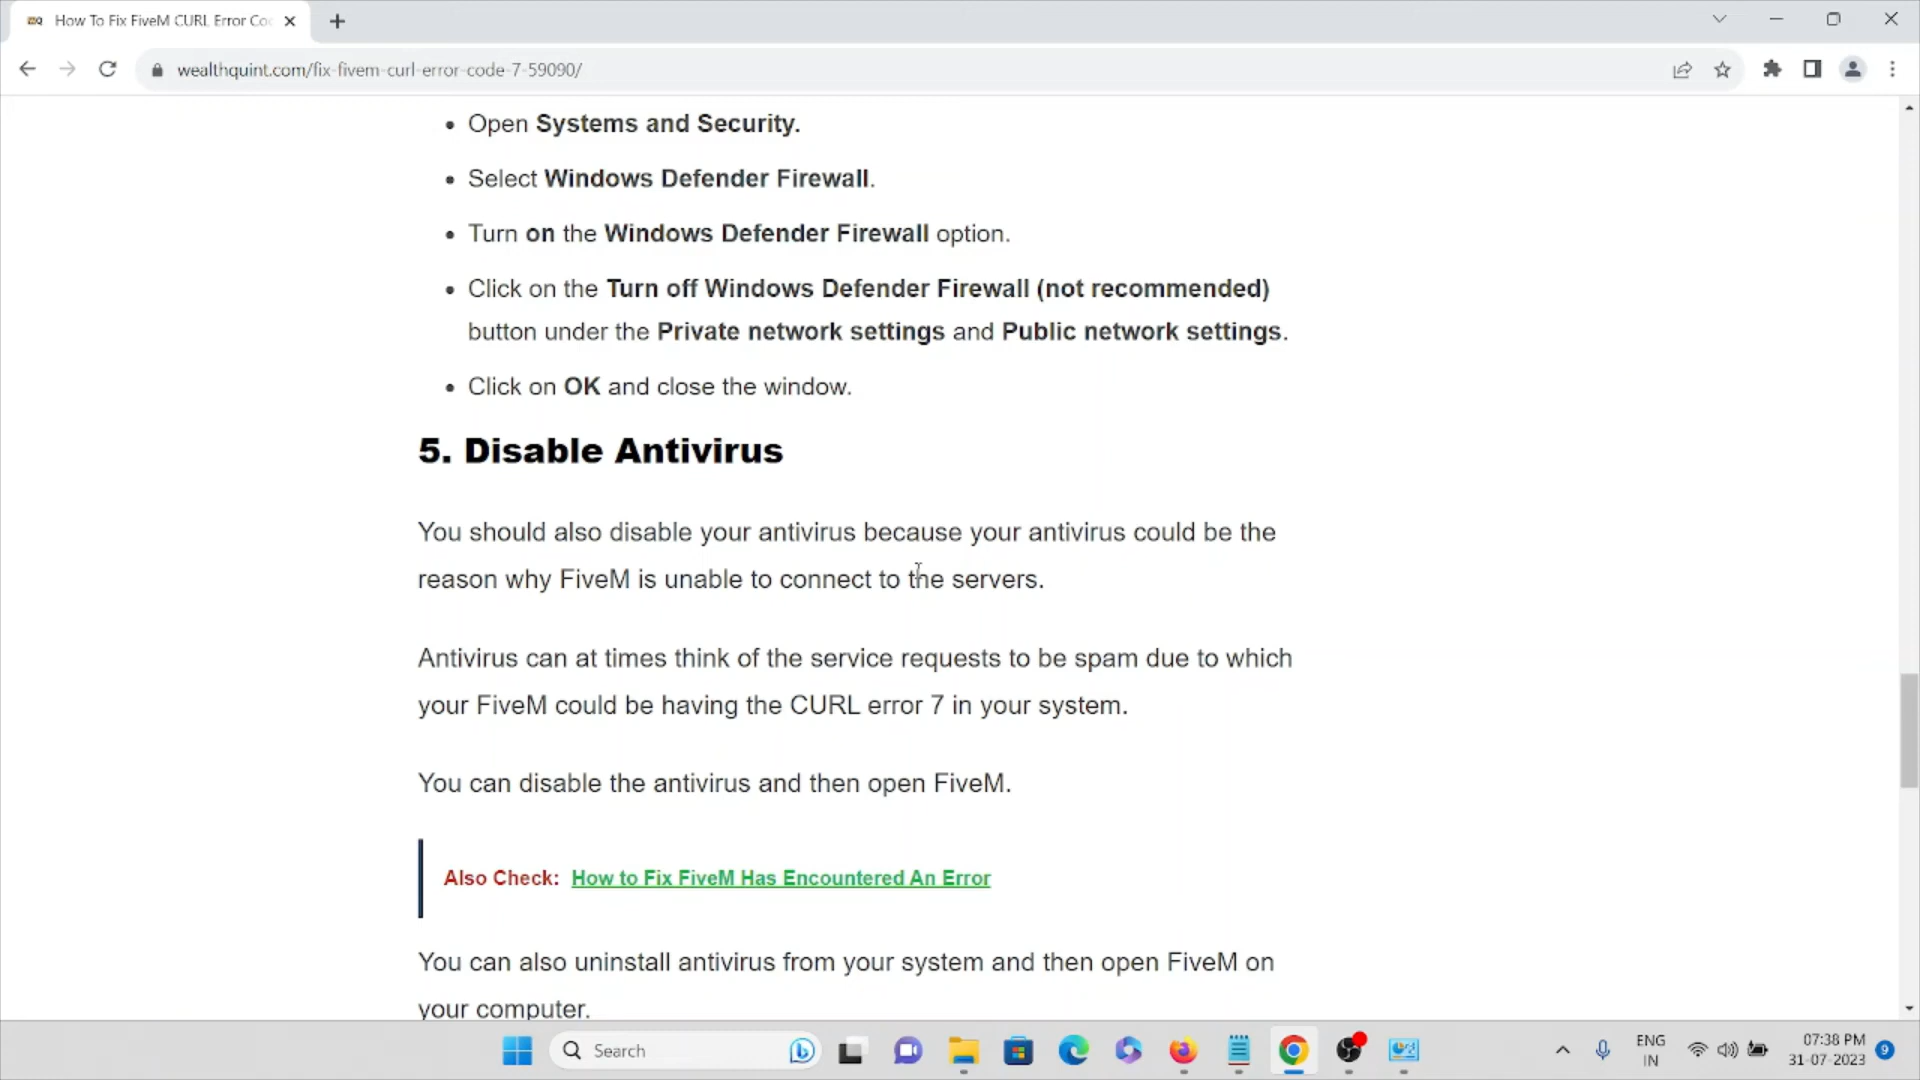 How To Fix FiveM CURL Error Co
wealthquint.com/fix-fivem-curl-error-code-7-59090/
Open Systems and Security.
Select Windows Defender Firewall.
Turn on the Windows Defender Firewall option.
Click on the Turn off Windows Defender Firewall (not recommended)
button under the Private network settings and Public network settings.
Click on OK and close the window.
5. Disable Antivirus
You should also disable your antivirus because your antivirus could be the
reason why FiveM is unable to connect to the servers.
Antivirus can at times think of the service requests to be spam due to which
your FiveM could be having the CURL error 7 in your system.
You can disable the antivirus and then open FiveM.
Also Check: How to Fix FiveM Has Encountered An Error
You can also uninstall antivirus from your system and then open FiveM on
your computer.
Search
ENG
IN
07:38 PM
31-07-2023
9